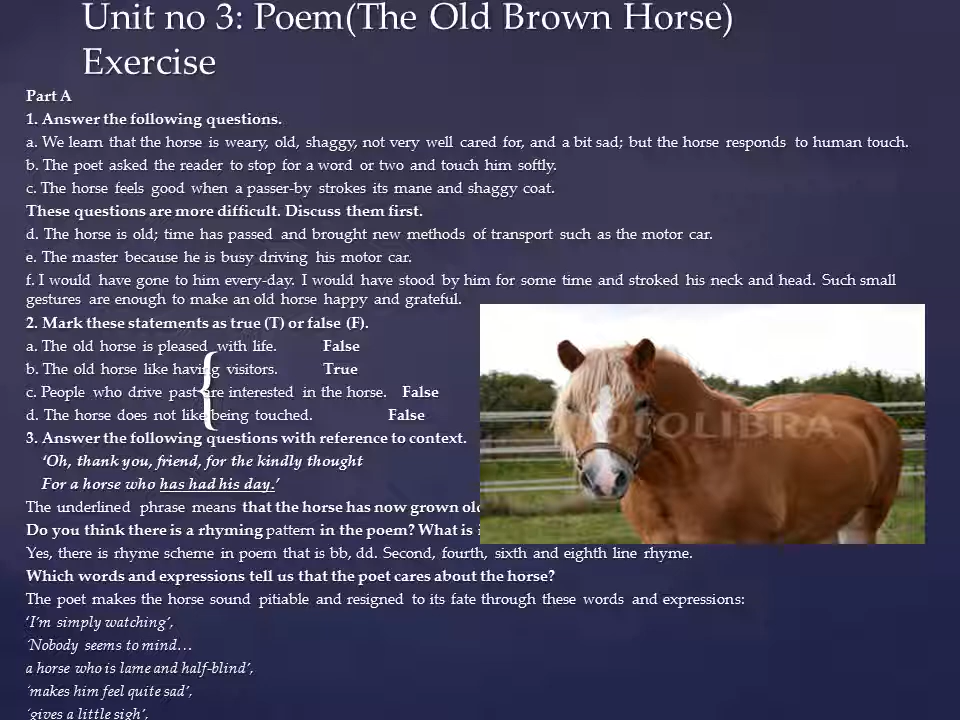 Unit no 3: Poem(The Old Brown Horse)
Exercise
Part A
1. Answer the following questions.
a. We learn that the horse is weary, old, shaggy, not very well cared for, and a bit sad; but the horse responds to human touch.
b. The poet asked the reader to stop for a word or two and touch him softly.
c. The horse feels good when a passer-by strokes its mane and shaggy coat.
These questions are more difficult. Discuss them first.
d. The horse is old; time has passed and brought new methods of transport such as the motor car.
e. The master because he is busy driving his motor car.
f. I would have gone to him every-day. I would have stood by him for some time and stroked his neck and head. Such small
gestures are enough to make an old horse happy and grateful.
2. Mark these statements as true (T) or false (F).
a. The old horse is pleased with life. False
b. The old horse like having visitors. True
c. People who drive past are interested in the horse. False
d. The horse does not like being touched. False
3. Answer the following questions with reference to context.
‘Oh, thank you, friend, for the kindly thought
For a horse who has had his day.’
The underlined phrase means that the horse has now grown
Do you think there is a rhyming pattern in the poem? What is
Yes, there is rhyme scheme in poem that is bb, dd. Second, fourth, sixth and eighth line rhyme.
Which words and expressions tell us that the poet cares about the horse?
The poet makes the horse sound pitiable and resigned to its fate through these words and expressions:
‘I’m simply watching’,
‘Nobody seems to mind…
a horse who is lame and half-blind’,
‘makes him feel quite sad’,
‘gives a little sigh’,